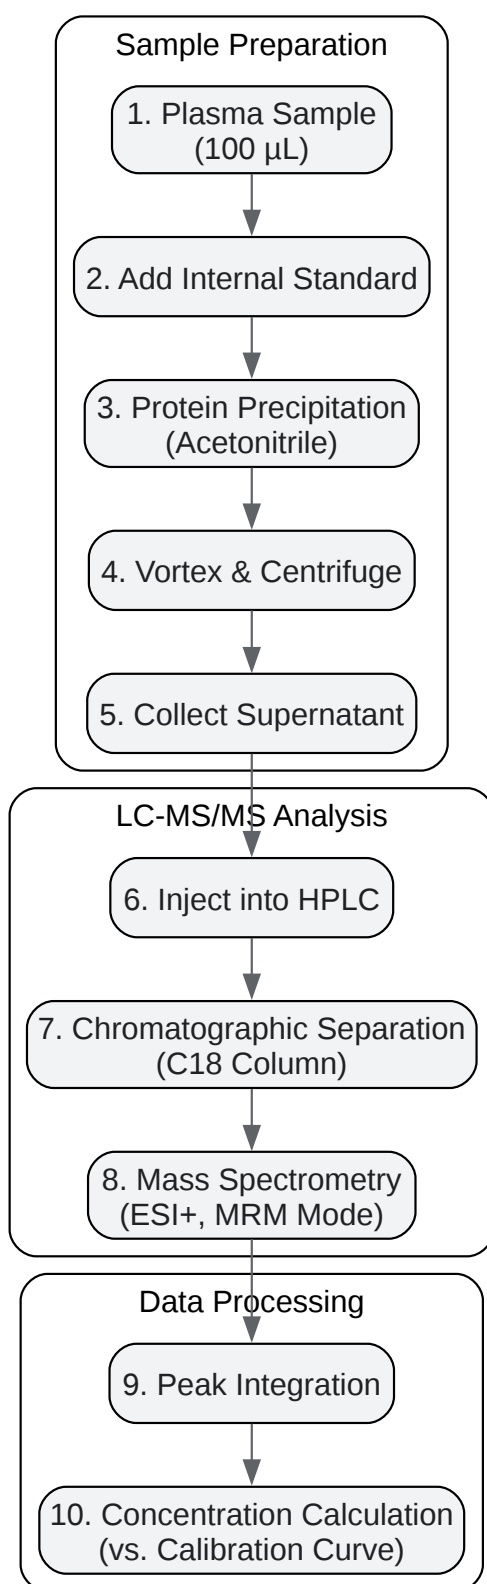 Sample Preparation
1. Plasma Sample
(100 µL)
2. Add Internal Standard
3. Protein Precipitation
(Acetonitrile)
4. Vortex & Centrifuge
5. Collect Supernatant
LC-MS/MS Analysis
6. Inject into HPLC
7. Chromatographic Separation
(C18 Column)
8. Mass Spectrometry
(ESI+, MRM Mode)
Data Processing
9. Peak Integration
10. Concentration Calculation
(vs. Calibration Curve)